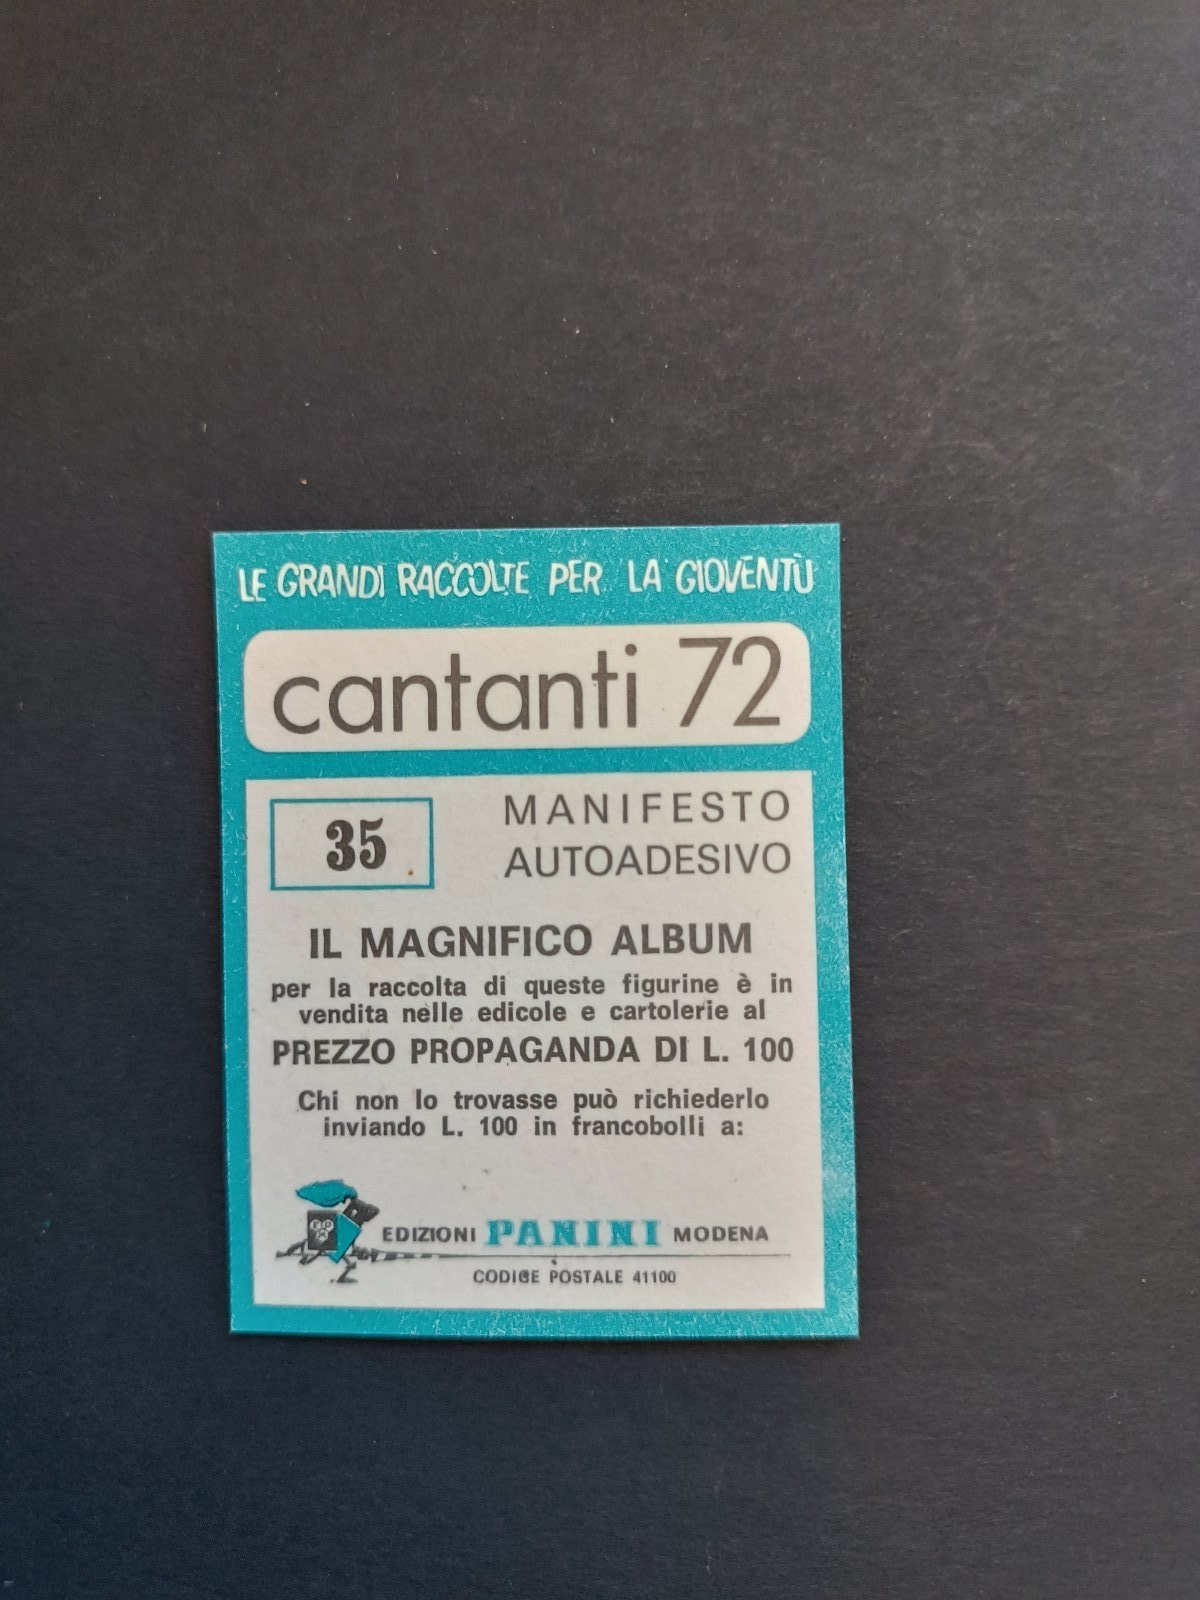 LE GRANDI RACCOLTE PER LA GIOVENTÙ
cantanti 72
35
MANIFESTO
AUTOADESIVO
IL MAGNIFICO ALBUM
per la raccolta di queste figurine è in
vendita nelle edicole e cartolerie al
PREZZO PROPAGANDA DI L. 100
Chi non lo trovasse può richiederlo
inviando L. 100 in francobolli a:
EDIZIONI PANINI MODENA
CODICE POSTALE 41100